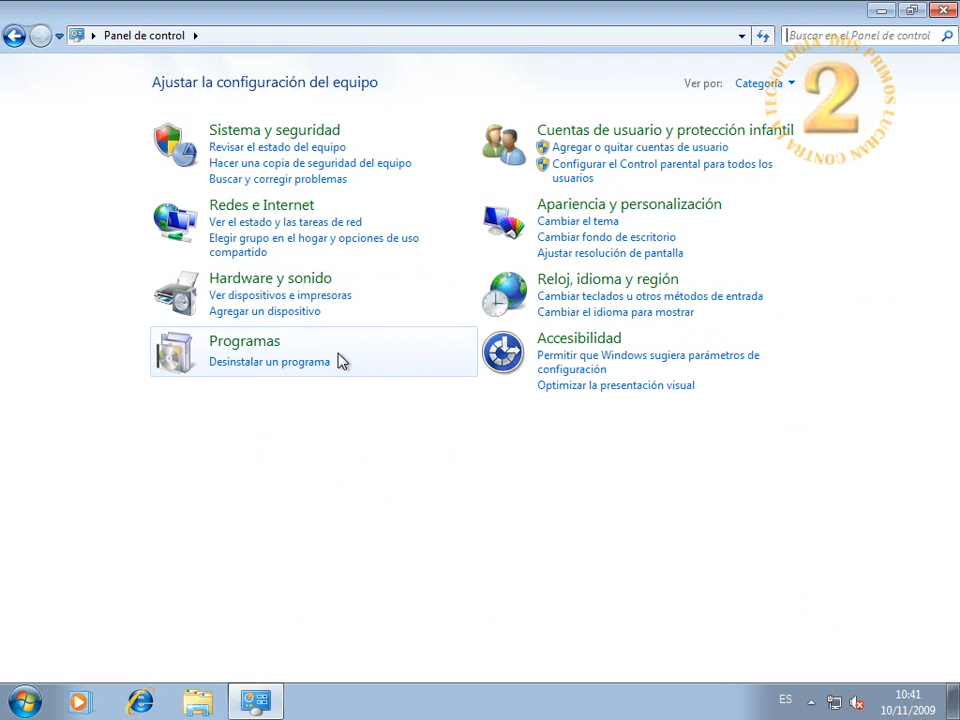 Panel de control
Buscar en el Panel de control
TECNOLOGIA DOS PRIMOS LUCHAN CONTRA LA
2
Ajustar la configuración del equipo
Ver por: Categoría
Sistema y seguridad
Revisar el estado del equipo
Hacer una copia de seguridad del equipo
Buscar y corregir problemas
Redes e Internet
Ver el estado y las tareas de red
Elegir grupo en el hogar y opciones de uso
compartido
Hardware y sonido
Ver dispositivos e impresoras
Agregar un dispositivo
Programas
Desinstalar un programa
Cuentas de usuario y protección infantil
Agregar o quitar cuentas de usuario
Configurar el Control parental para todos los
usuarios
Apariencia y personalización
Cambiar el tema
Cambiar fondo de escritorio
Ajustar resolución de pantalla
Reloj, idioma y región
Cambiar teclados u otros métodos de entrada
Cambiar el idioma para mostrar
Accesibilidad
Permitir que Windows sugiera parámetros de
configuración
Optimizar la presentación visual
ES
10:41
10/11/2009